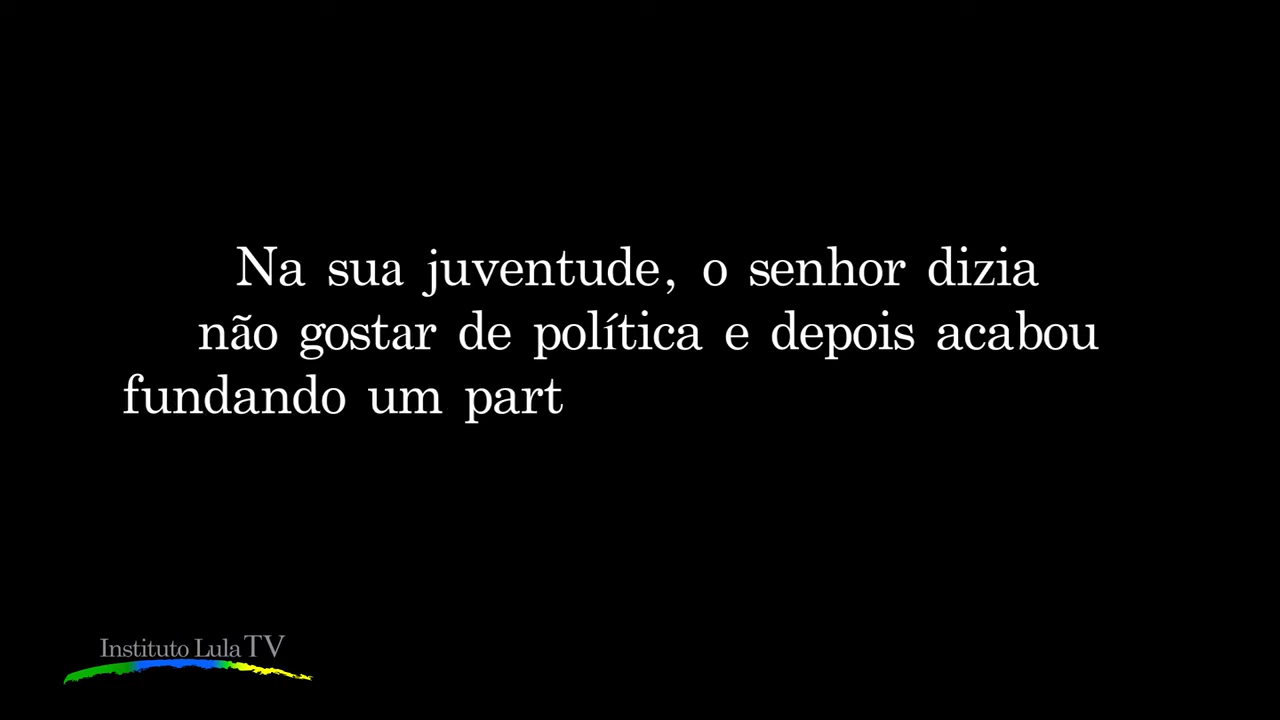 Na sua juventude, o senhor dizia
não gostar de política e depois acabou
fundando um part
Instituto Lula TV